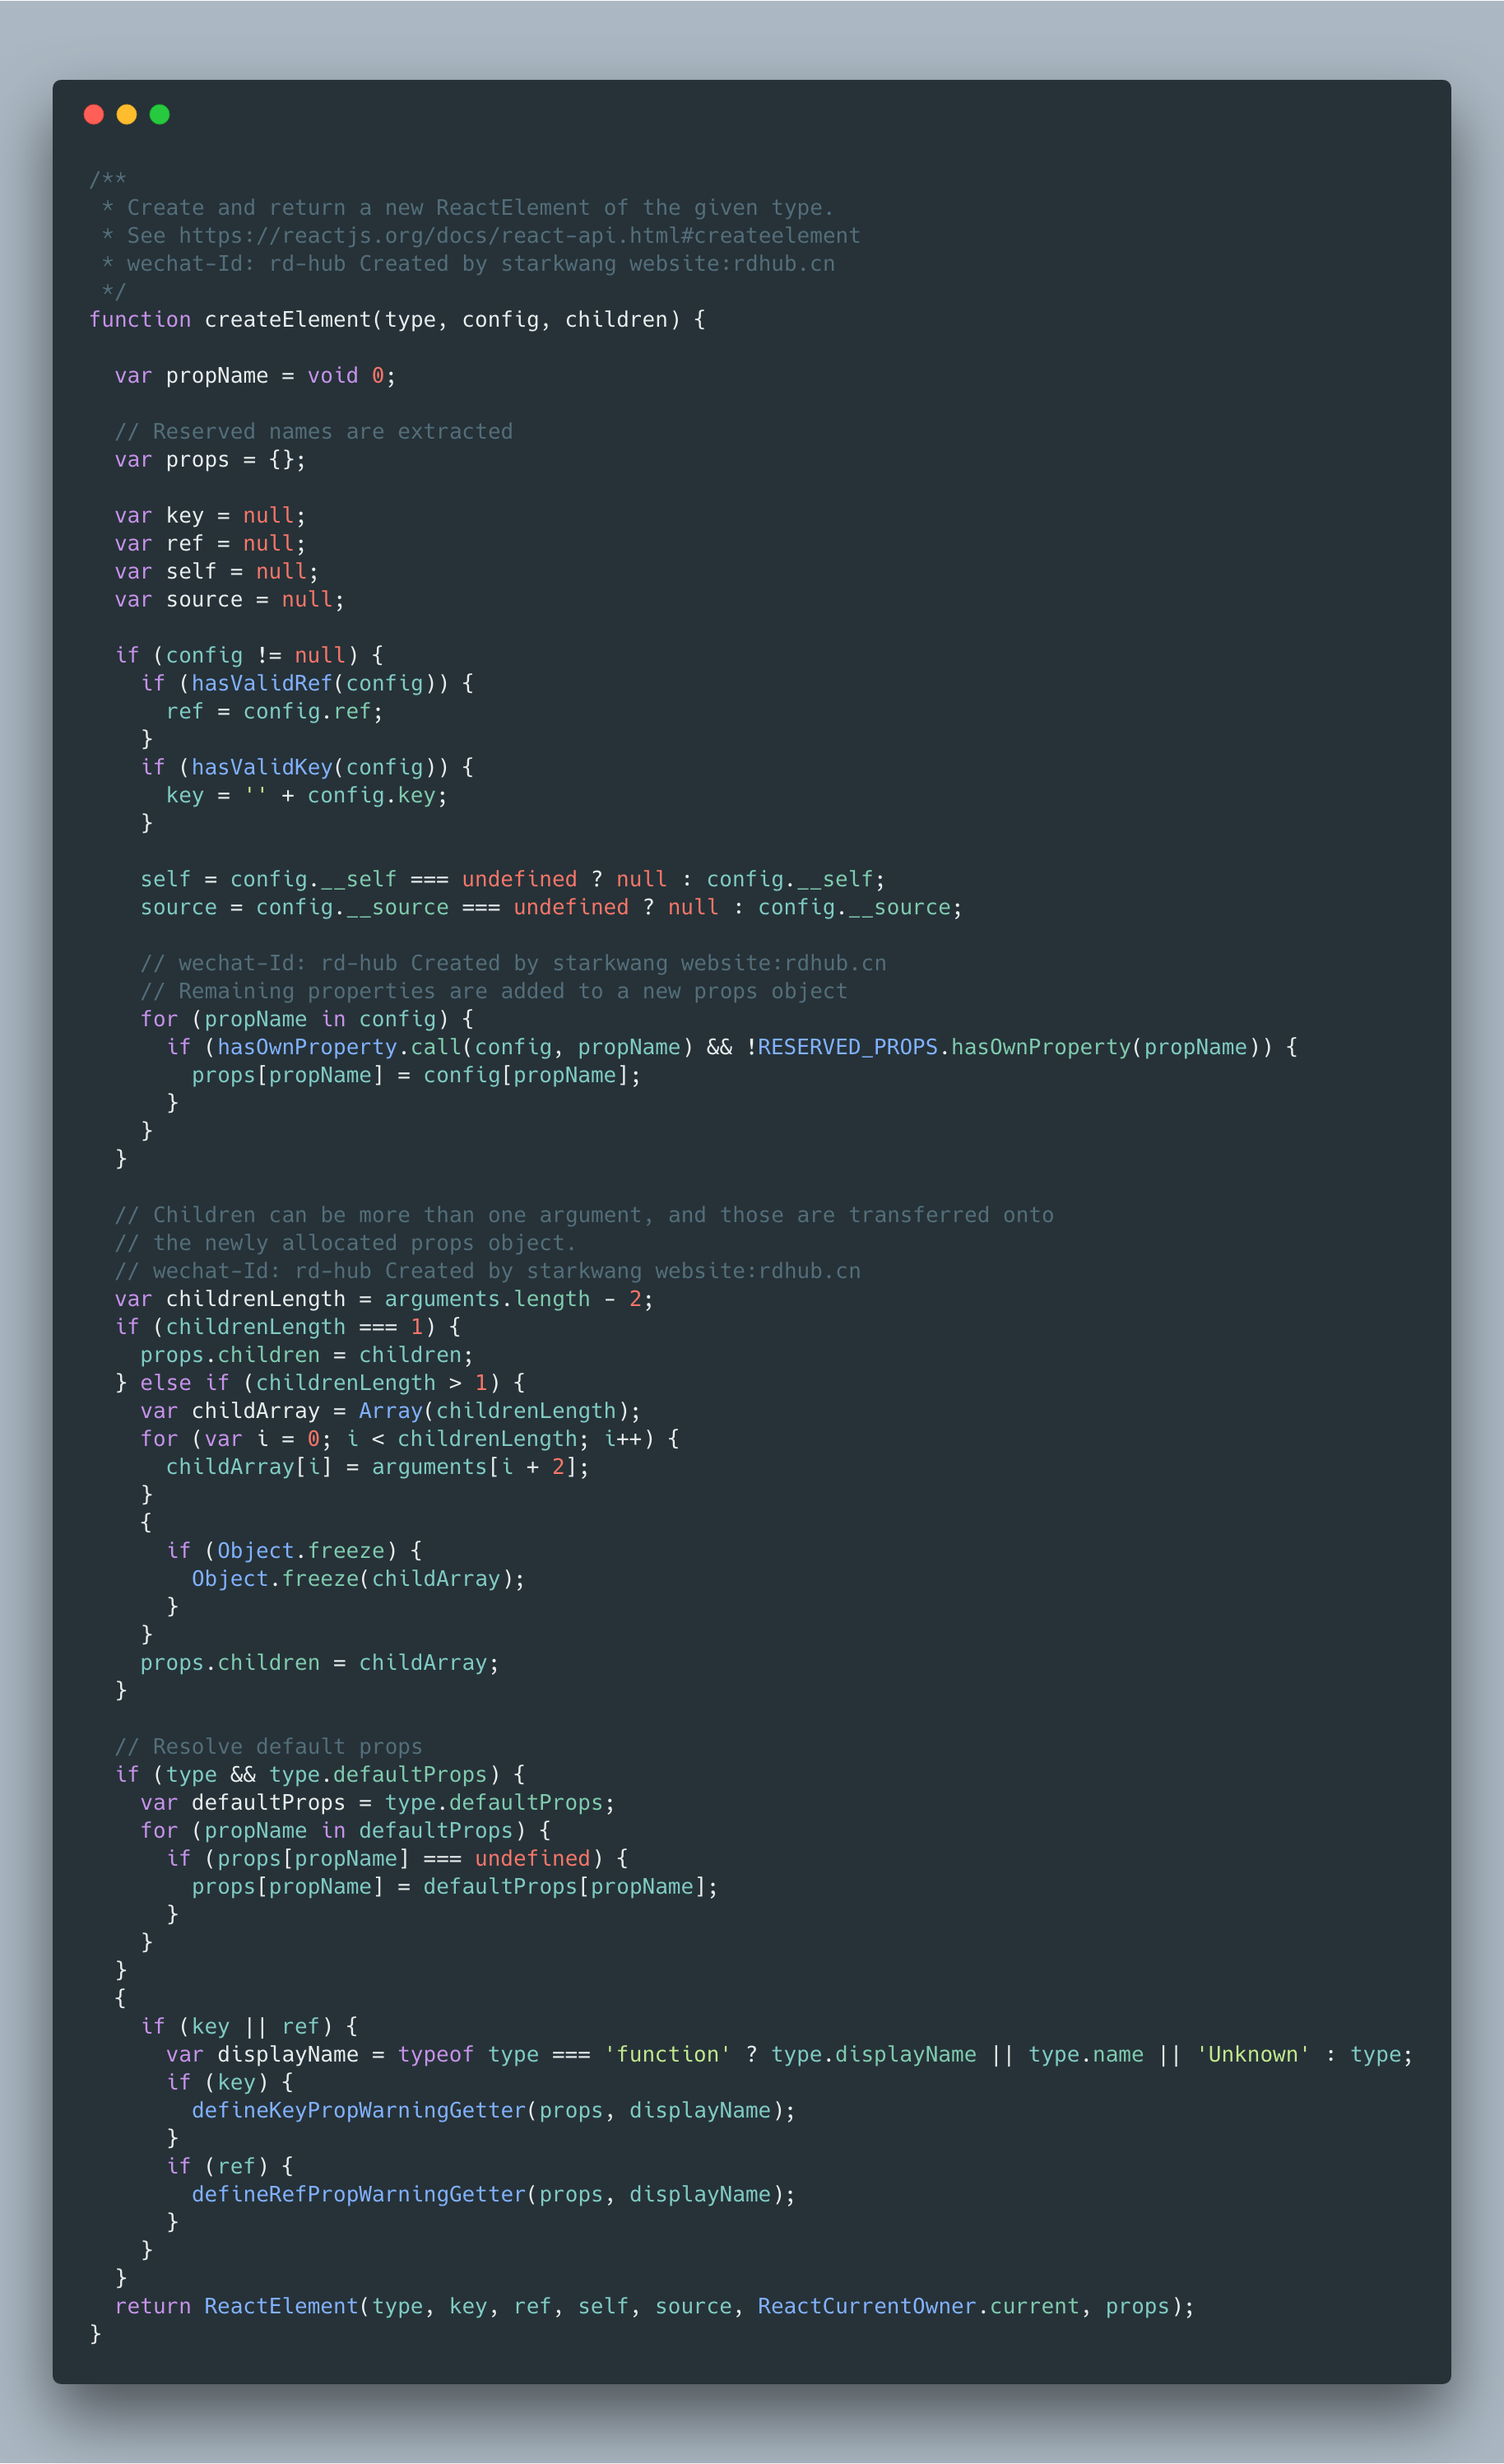 /**
 * Create and return a new ReactElement of the given type.
 * See https://reactjs.org/docs/react-api.html#createelement
 * wechat-Id: rd-hub Created by starkwang website:rdhub.cn
 */
function createElement(type, config, children) {

  var propName = void 0;

  // Reserved names are extracted
  var props = {};

  var key = null;
  var ref = null;
  var self = null;
  var source = null;

  if (config != null) {
    if (hasValidRef(config)) {
      ref = config.ref;
    }
    if (hasValidKey(config)) {
      key = '' + config.key;
    }

    self = config.__self === undefined ? null : config.__self;
    source = config.__source === undefined ? null : config.__source;

    // wechat-Id: rd-hub Created by starkwang website:rdhub.cn
    // Remaining properties are added to a new props object
    for (propName in config) {
      if (hasOwnProperty.call(config, propName) && !RESERVED_PROPS.hasOwnProperty(propName)) {
        props[propName] = config[propName];
      }
    }
  }

  // Children can be more than one argument, and those are transferred onto
  // the newly allocated props object.
  // wechat-Id: rd-hub Created by starkwang website:rdhub.cn
  var childrenLength = arguments.length - 2;
  if (childrenLength === 1) {
    props.children = children;
  } else if (childrenLength > 1) {
    var childArray = Array(childrenLength);
    for (var i = 0; i < childrenLength; i++) {
      childArray[i] = arguments[i + 2];
    }
    {
      if (Object.freeze) {
        Object.freeze(childArray);
      }
    }
    props.children = childArray;
  }

  // Resolve default props
  if (type && type.defaultProps) {
    var defaultProps = type.defaultProps;
    for (propName in defaultProps) {
      if (props[propName] === undefined) {
        props[propName] = defaultProps[propName];
      }
    }
  }
  {
    if (key || ref) {
      var displayName = typeof type === 'function' ? type.displayName || type.name || 'Unknown' : type;
      if (key) {
        defineKeyPropWarningGetter(props, displayName);
      }
      if (ref) {
        defineRefPropWarningGetter(props, displayName);
      }
    }
  }
  return ReactElement(type, key, ref, self, source, ReactCurrentOwner.current, props);
}